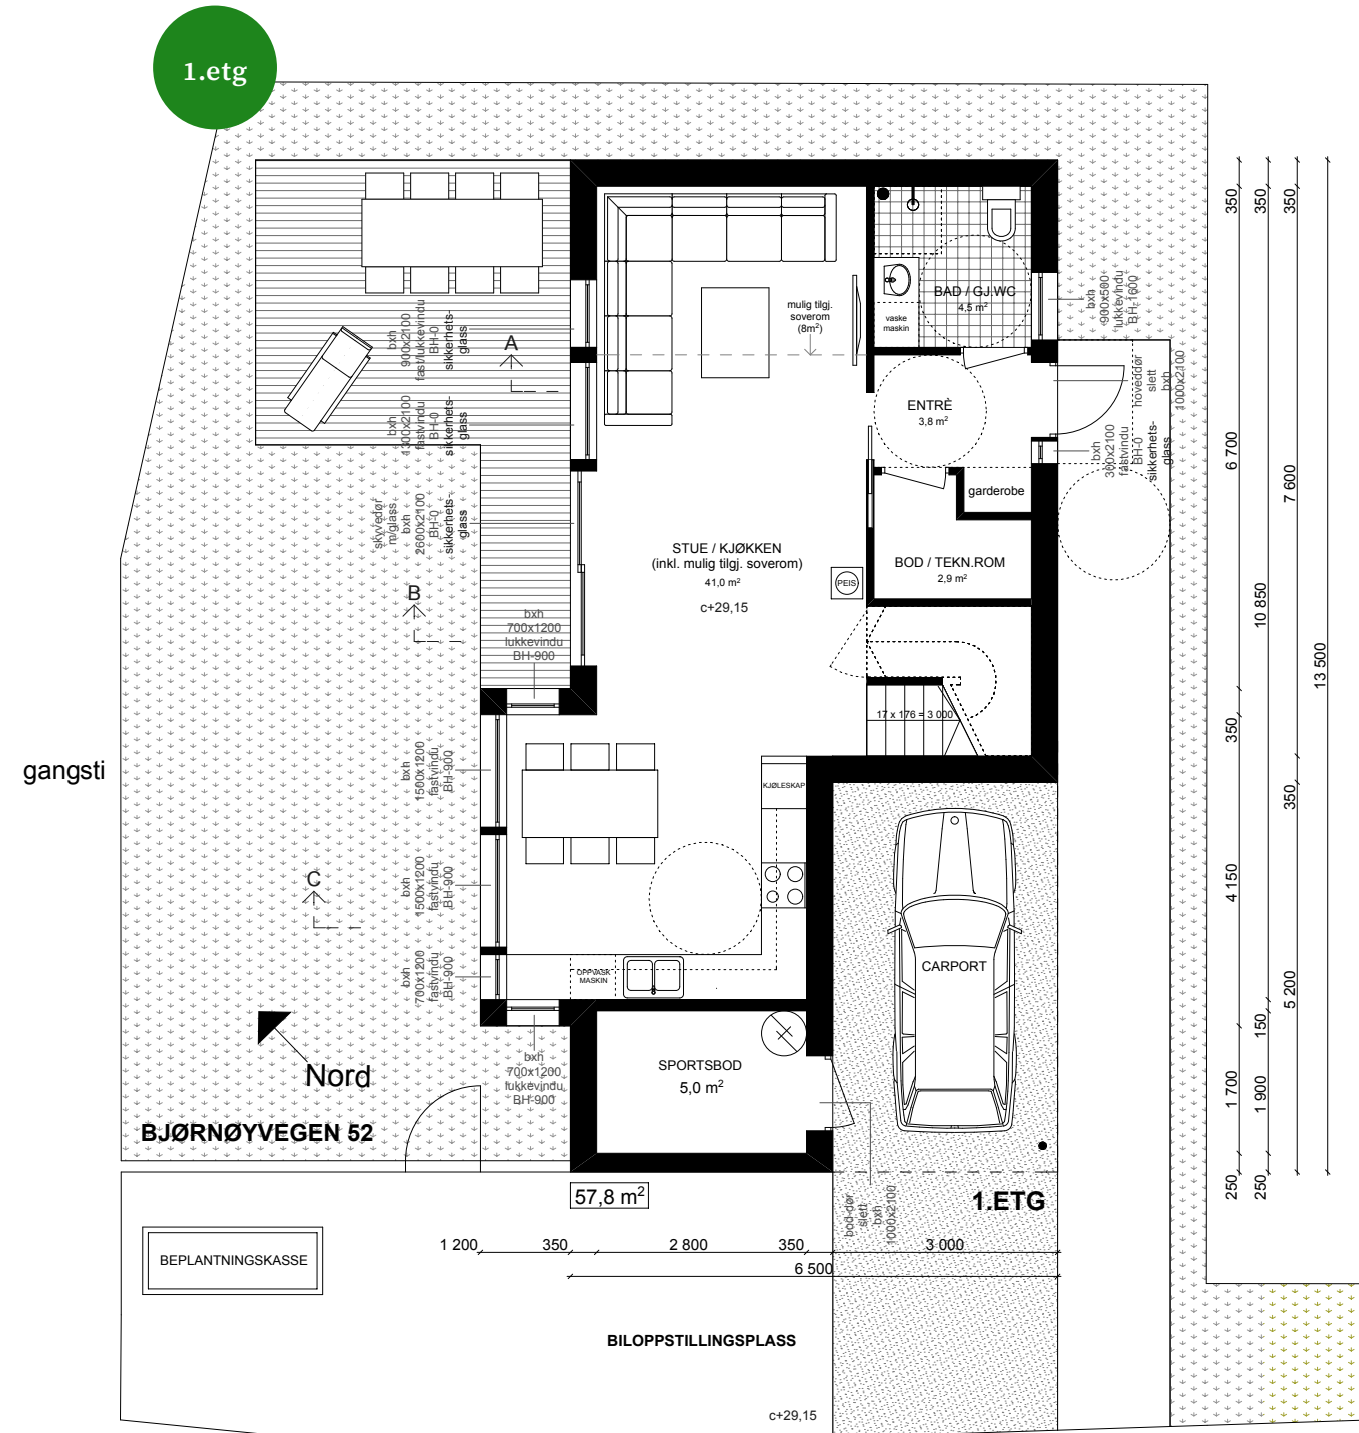 1.etg
bxh
900x2100
fast/lukkevindu
BH-0
sikkerhets-
glass
A
bxh
1300x2100
fastvindu
BH-0
sikkerhets-
glass
skyvedør
m/glass
bxh
2600x2100
BH-0
sikkerhets-
glass
B
bxh
700x1200
lukkevindu
BH-900
mulig tilgj.
soverom
(8m²)
BAD / GJ.WC
4,5 m²
vaske
maskin
bxh
900x500
lukkevindu
BH-1600
ENTRÈ
3,8 m²
hoveddør
slett
bxh
1000x2100
bxh
300x2100
fastvindu
BH-0
sikkerhets-
glass
garderobe
STUE / KJØKKEN
(inkl. mulig tilgj. soverom)
41,0 m²
c+29,15
PEIS
BOD / TEKN.ROM
2,9 m²
17 x 176 = 3 000
gangsti
bxh
1500x1200
fastvindu
BH-900
bxh
1500x1200
fastvindu
BH-900
C
bxh
700x1200
fastvindu
BH-900
KJØLESKAP
OPPVASK
MASKIN
CARPORT
Nord
BJØRNØYVEGEN 52
bxh
700x1200
lukkevindu
BH-900
SPORTSBOD
5,0 m²
57,8 m²
bod-dør
slett
bxh
1000x2100
1.ETG
BEPLANTNINGSKASSE
1 200
350
2 800
350
3 000
6 500
BILOPPSTILLINGSPLASS
c+29,15
350
6 700
350
4 150
1 700
250
350
10 850
150
1 900
250
350
7 600
350
5 200
13 500